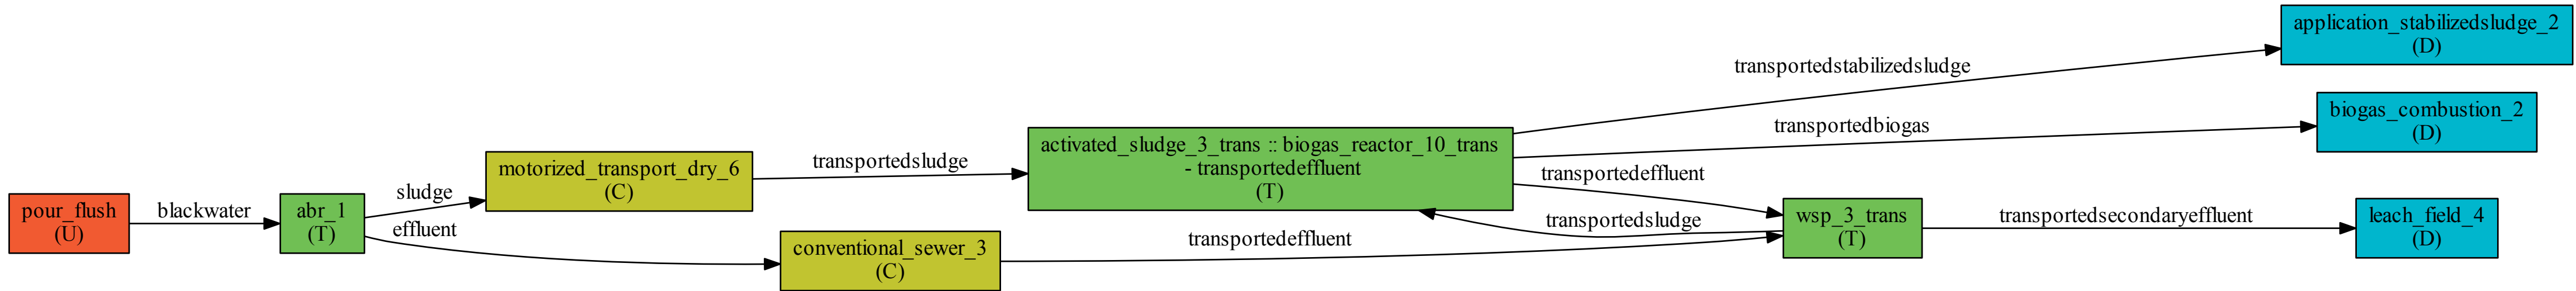 pour_flush
(U)
blackwater
abr_1
(T)
sludge
effluent
motorized_transport_dry_6
(C)
conventional_sewer_3
(C)
transportedsludge
transportedeffluent
activated_sludge_3_trans :: biogas_reactor_10_trans
- transportedeffluent
(T)
transportedstabilizedsludge
transportedbiogas
transportedeffluent
transportedsludge
wsp_3_trans
(T)
transportedsecondaryeffluent
application_stabilizedsludge_2
(D)
biogas_combustion_2
(D)
leach_field_4
(D)